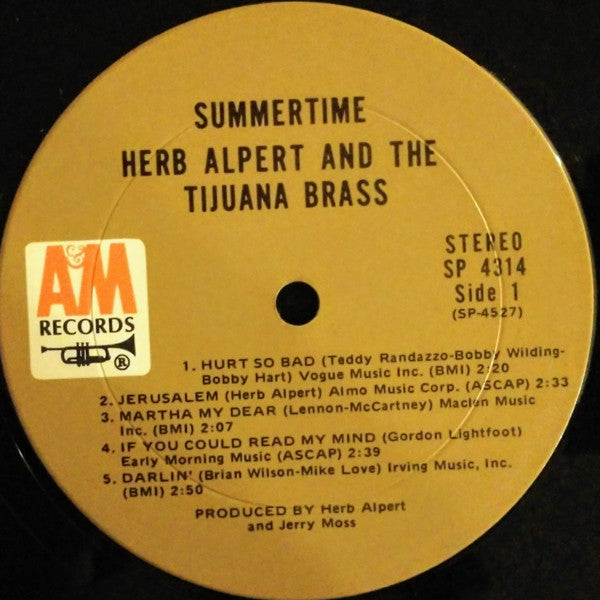 SUMMERTIME
HERB ALPERT AND THE
TIJUANA BRASS
STEREO
SP 4314
Side 1
(SP-4527)
A&M
RECORDS
®
1. HURT SO BAD (Teddy Randazzo-Bobby Wilding-
Bobby Hart) Vogue Music Inc. (BMI) 2:20
2. JERUSALEM (Herb Alpert) Almo Music Corp. (ASCAP) 2:33
3. MARTHA MY DEAR (Lennon-McCartney) Maclen Music
Inc. (BMI) 2:07
4. IF YOU COULD READ MY MIND (Gordon Lightfoot)
Early Morning Music (ASCAP) 2:39
5. DARLIN' (Brian Wilson-Mike Love) Irving Music, Inc.
(BMI) 2:50
PRODUCED BY Herb Alpert
and Jerry Moss